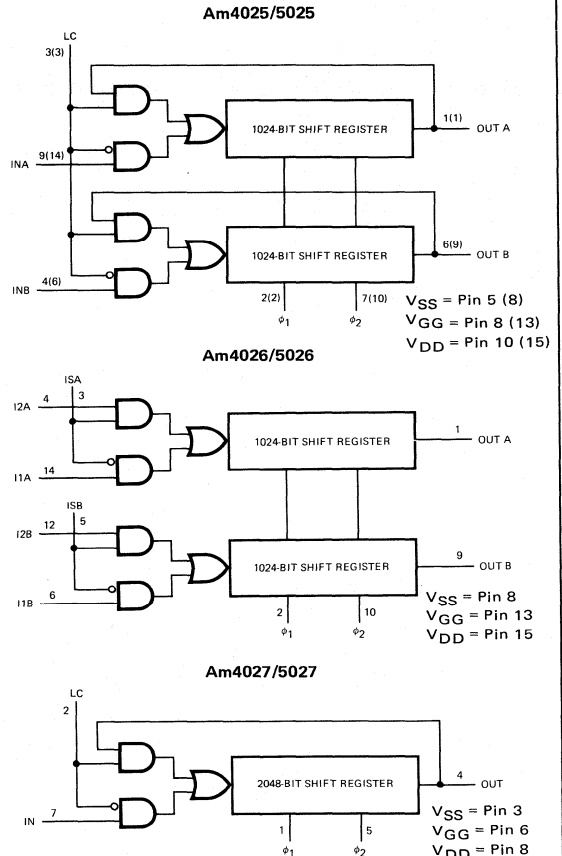 Am4025/5025
LC
3(3)
1024-BIT SHIFT REGISTER
1(1)
OUT A
INA
9(14)
1024-BIT SHIFT REGISTER
6(9)
OUT B
INB
4(6)
2(2)
7(10)
ϕ1
ϕ2
VSS = Pin 5 (8)
VGG = Pin 8 (13)
VDD = Pin 10 (15)
Am4026/5026
ISA
I2A
4
3
1024-BIT SHIFT REGISTER
1
OUT A
I1A
14
ISB
5
I2B
12
1024-BIT SHIFT REGISTER
9
OUT B
I1B
6
2
10
ϕ1
ϕ2
VSS = Pin 8
VGG = Pin 13
VDD = Pin 15
Am4027/5027
LC
2
2048-BIT SHIFT REGISTER
4
OUT
IN
7
1
5
ϕ1
ϕ2
VSS = Pin 3
VGG = Pin 6
VDD = Pin 8